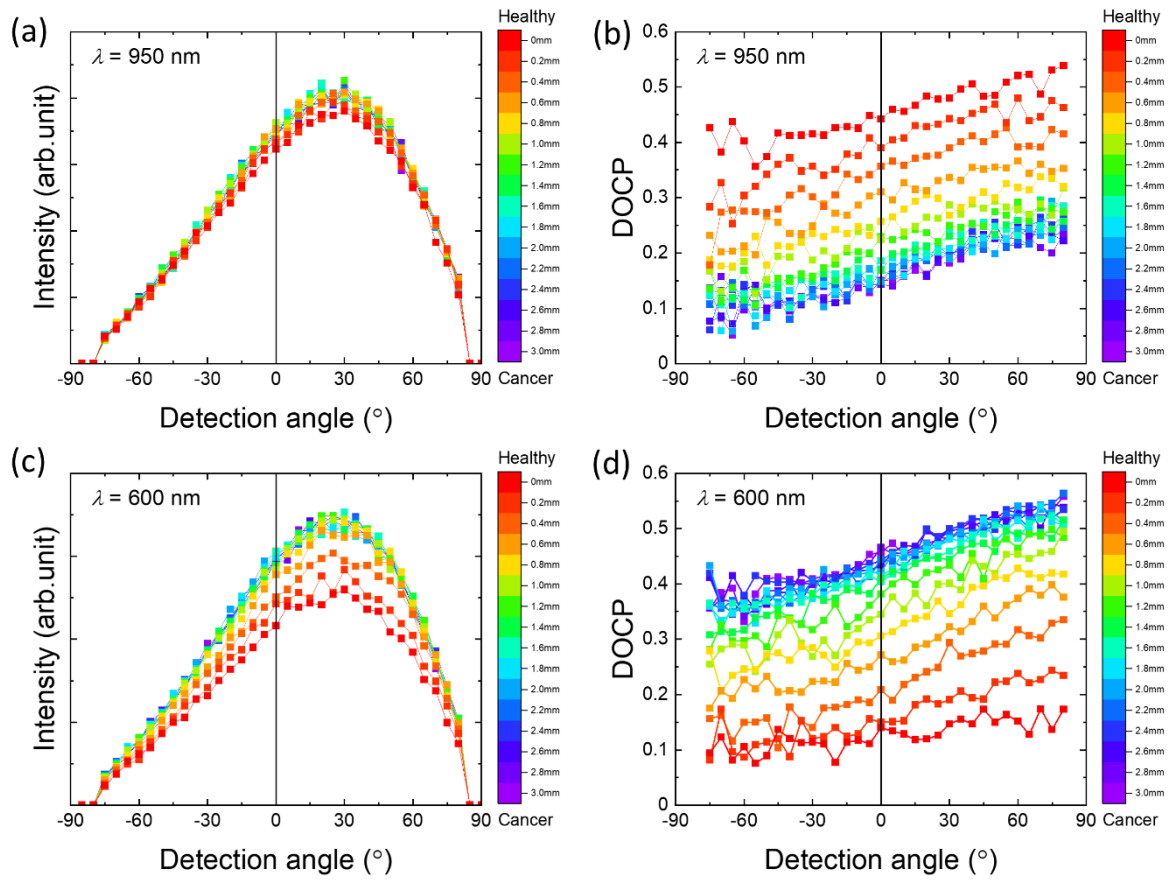 (a)
λ = 950 nm
Intensity (arb.unit)
-90 -60 -30 0 30 60 90
Detection angle (°)
Healthy
0mm
0.2mm
0.4mm
0.6mm
0.8mm
1.0mm
1.4mm
1.6mm
1.8mm
2.0mm
2.2mm
2.4mm
2.6mm
2.8mm
3.0mm
Cancer
(b)
λ = 950 nm
DOCP
0.6
0.5
0.4
0.3
0.2
0.1
0
-90 -60 -30 0 30 60 90
Detection angle (°)
Healthy
0mm
0.2mm
0.4mm
0.6mm
0.8mm
1.0mm
1.4mm
1.6mm
1.8mm
2.0mm
2.2mm
2.4mm
2.6mm
2.8mm
3.0mm
Cancer
(c)
λ = 600 nm
Intensity (arb.unit)
-90 -60 -30 0 30 60 90
Detection angle (°)
Healthy
0mm
0.2mm
0.4mm
0.6mm
0.8mm
1.0mm
1.4mm
1.6mm
1.8mm
2.0mm
2.2mm
2.4mm
2.6mm
2.8mm
3.0mm
Cancer
(d)
λ = 600 nm
DOCP
0.6
0.5
0.4
0.3
0.2
0.1
0
-90 -60 -30 0 30 60 90
Detection angle (°)
Healthy
0mm
0.2mm
0.4mm
0.6mm
0.8mm
1.0mm
1.4mm
1.6mm
1.8mm
2.0mm
2.2mm
2.4mm
2.6mm
2.8mm
3.0mm
Cancer